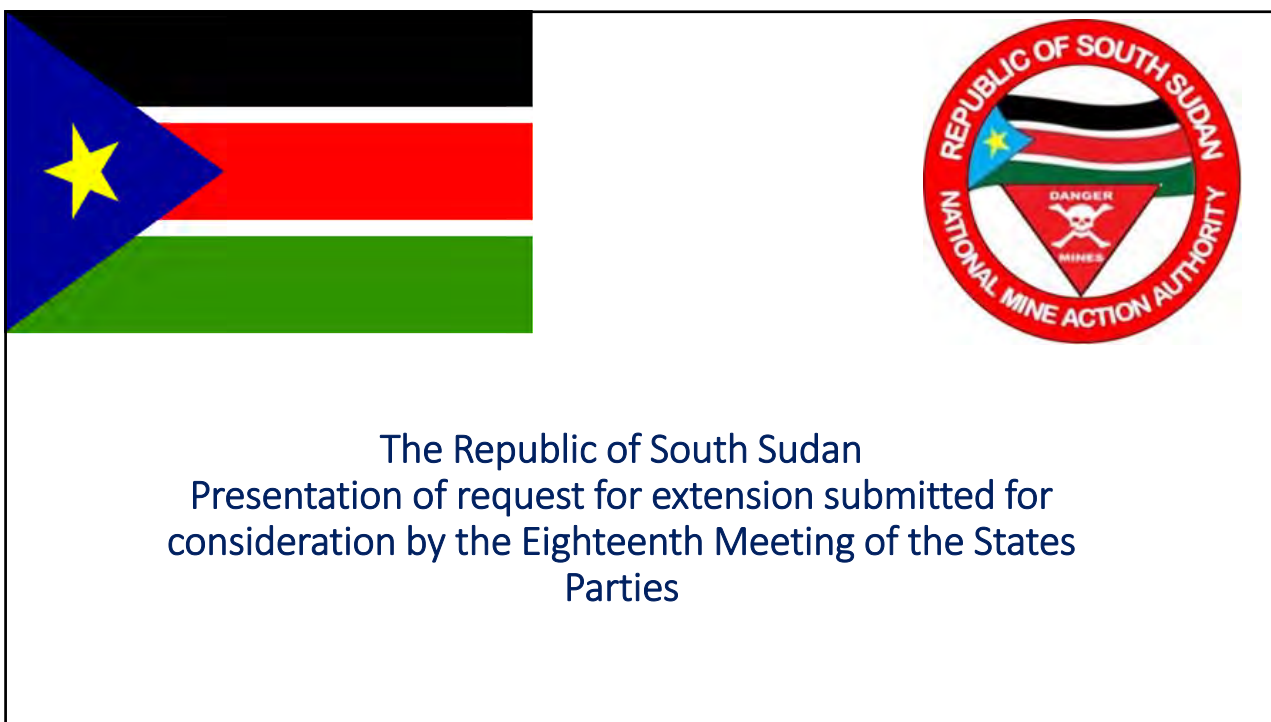 REPUBLIC OF SOUTH SUDAN
DANGER
MINES
NATIONAL MINE ACTION AUTHORITY
The Republic of South Sudan
Presentation of request for extension submitted for
consideration by the Eighteenth Meeting of the States
Parties